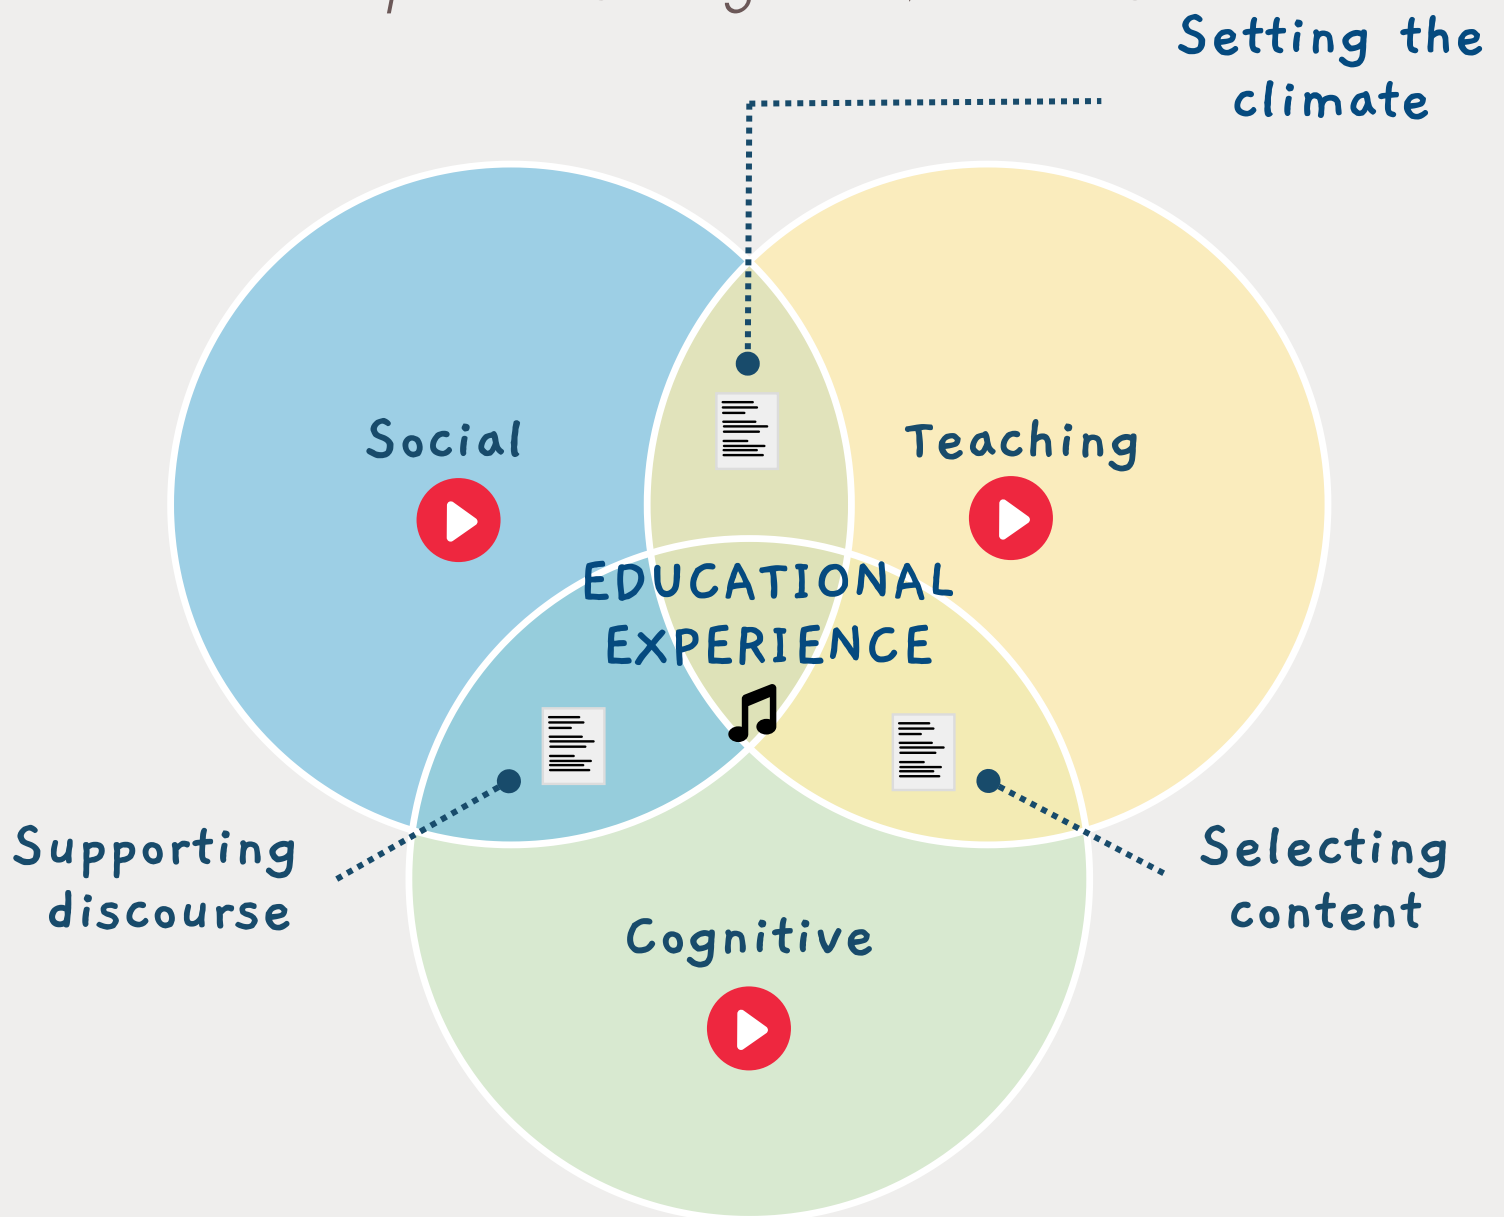 Setting the
climate
Social
Teaching
EDUCATIONAL
EXPERIENCE
Supporting
discourse
Selecting
content
Cognitive